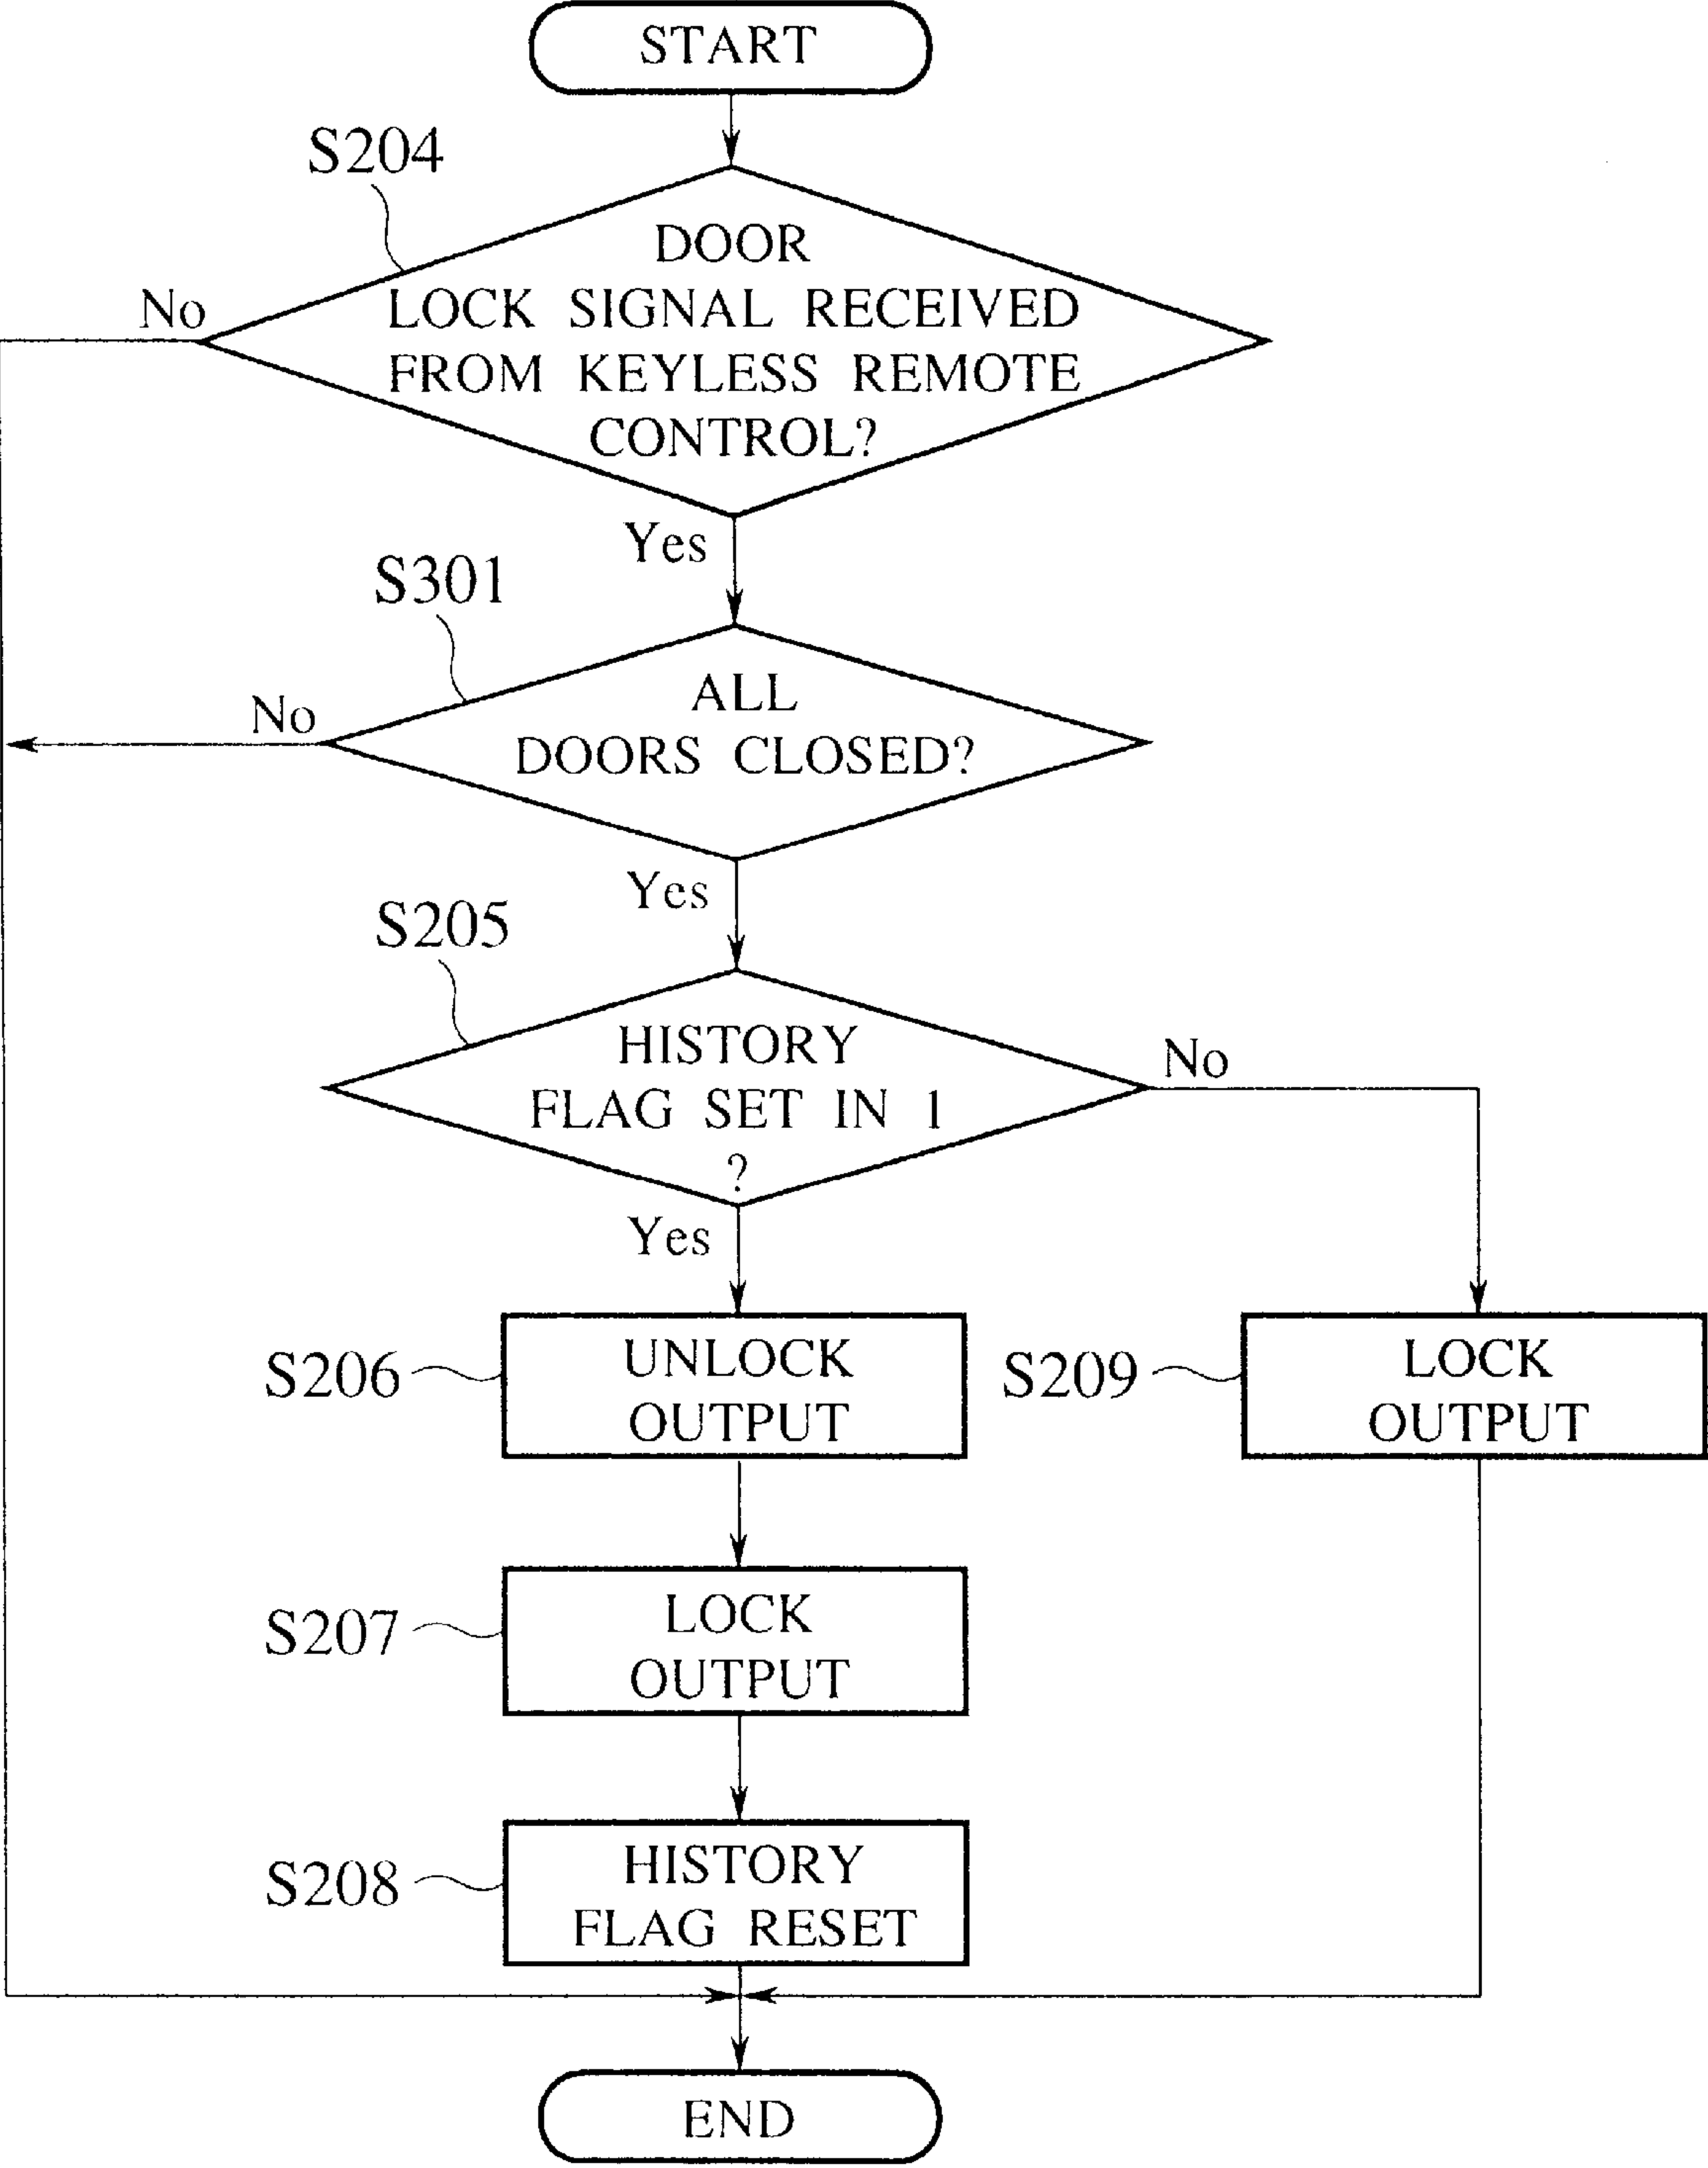 START
S204
DOOR
LOCK SIGNAL RECEIVED
FROM KEYLESS REMOTE
CONTROL?
No
Yes
S301
ALL
DOORS CLOSED?
No
Yes
S205
HISTORY
FLAG SET IN 1
?
No
Yes
S206
UNLOCK
OUTPUT
S209
LOCK
OUTPUT
S207
LOCK
OUTPUT
S208
HISTORY
FLAG RESET
END